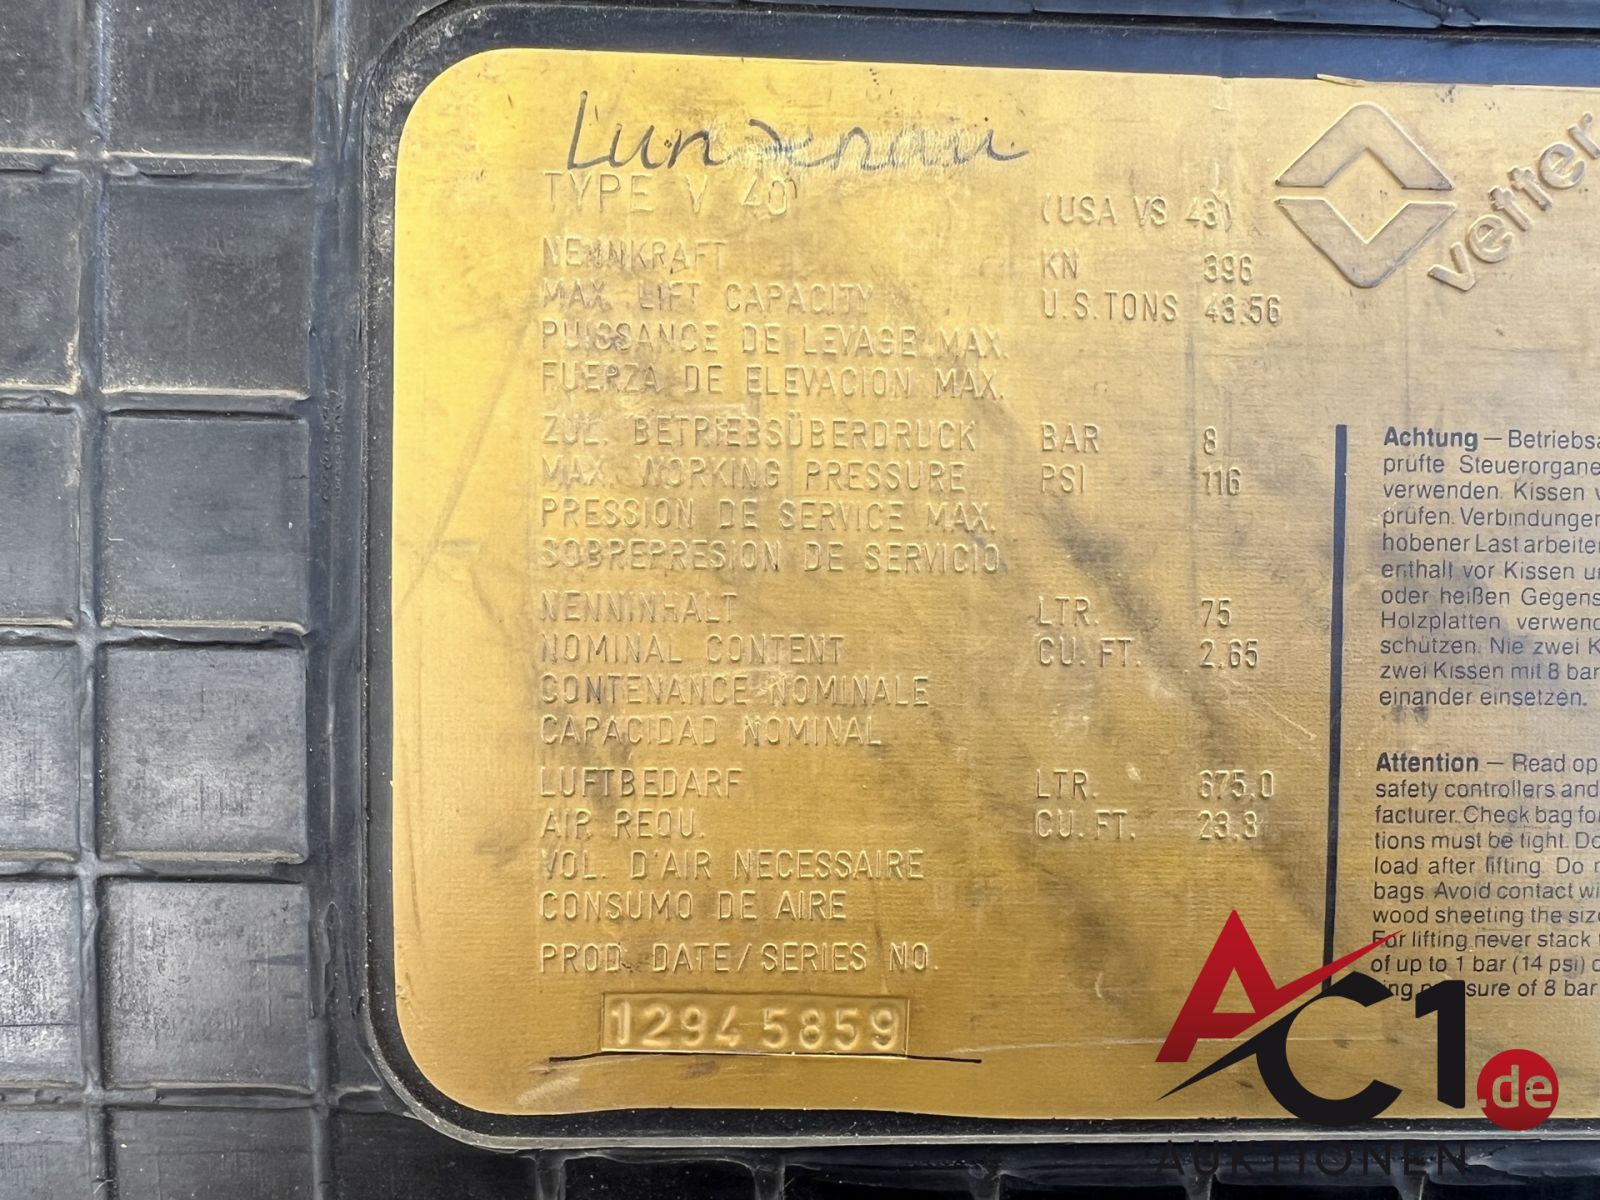 Lunzenau
TYPE V 40 (USA VS 43)
NENNKRAFT KN 396
MAX. LIFT CAPACITY U.S.TONS 43.56
PUISSANCE DE LEVAGE MAX.
FUERZA DE ELEVACION MAX.
ZUL. BETRIEBSÜBERDRUCK BAR 8
MAX. WORKING PRESSURE PSI 116
PRESSION DE SERVICE MAX.
SOBREPRESION DE SERVICIO
NENNINHALT LTR. 75
NOMINAL CONTENT CU. FT. 2,65
CONTENANCE NOMINALE
CAPACIDAD NOMINAL
LUFTBEDARF LTR. 675,0
AIR REQU. CU. FT. 23,8
VOL. D'AIR NECESSAIRE
CONSUMO DE AIRE
PROD. DATE/SERIES NO.
12945859
vetter
Achtung – Betriebsa
prüfte Steuerorgane
verwenden. Kissen v
prüfen. Verbindungen
hobener Last arbeiten
enthalt vor Kissen u
oder heißen Gegens
Holzplatten verwend
schützen. Nie zwei K
zwei Kissen mit 8 bar
einander einsetzen.
Attention – Read op
safety controllers and
facturer. Check bag for
tions must be tight. Do
load after lifting. Do
bags. Avoid contact wi
wood sheeting the size
For lifting never stack
of up to 1 bar (14 psi) o
sure of 8 bar
AC1.de
AUKTIONEN